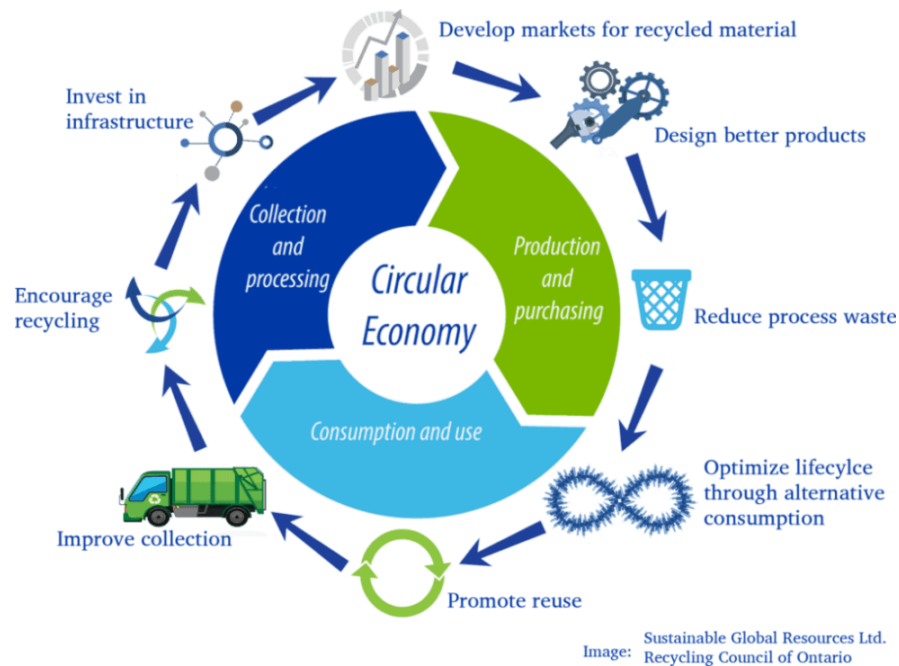 Develop markets for recycled material
Invest in
infrastructure
Design better products
Collection
and
processing
Production
and
purchasing
Circular
Economy
Encourage
recycling
Reduce process waste
Consumption and use
Optimize lifecylce
through alternative
consumption
Improve collection
Promote reuse
Image: Sustainable Global Resources Ltd.
Recycling Council of Ontario